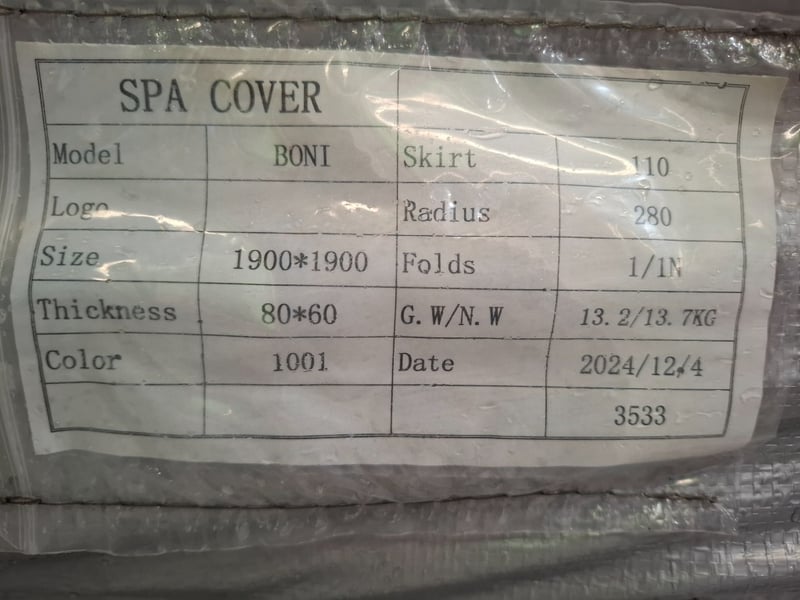 SPA COVER
Model BONI Skirt 110
Logo Radius 280
Size 1900*1900 Folds 1/1N
Thickness 80*60 G.W/N.W 13.2/13.7KG
Color 1001 Date 2024/12/4
3533